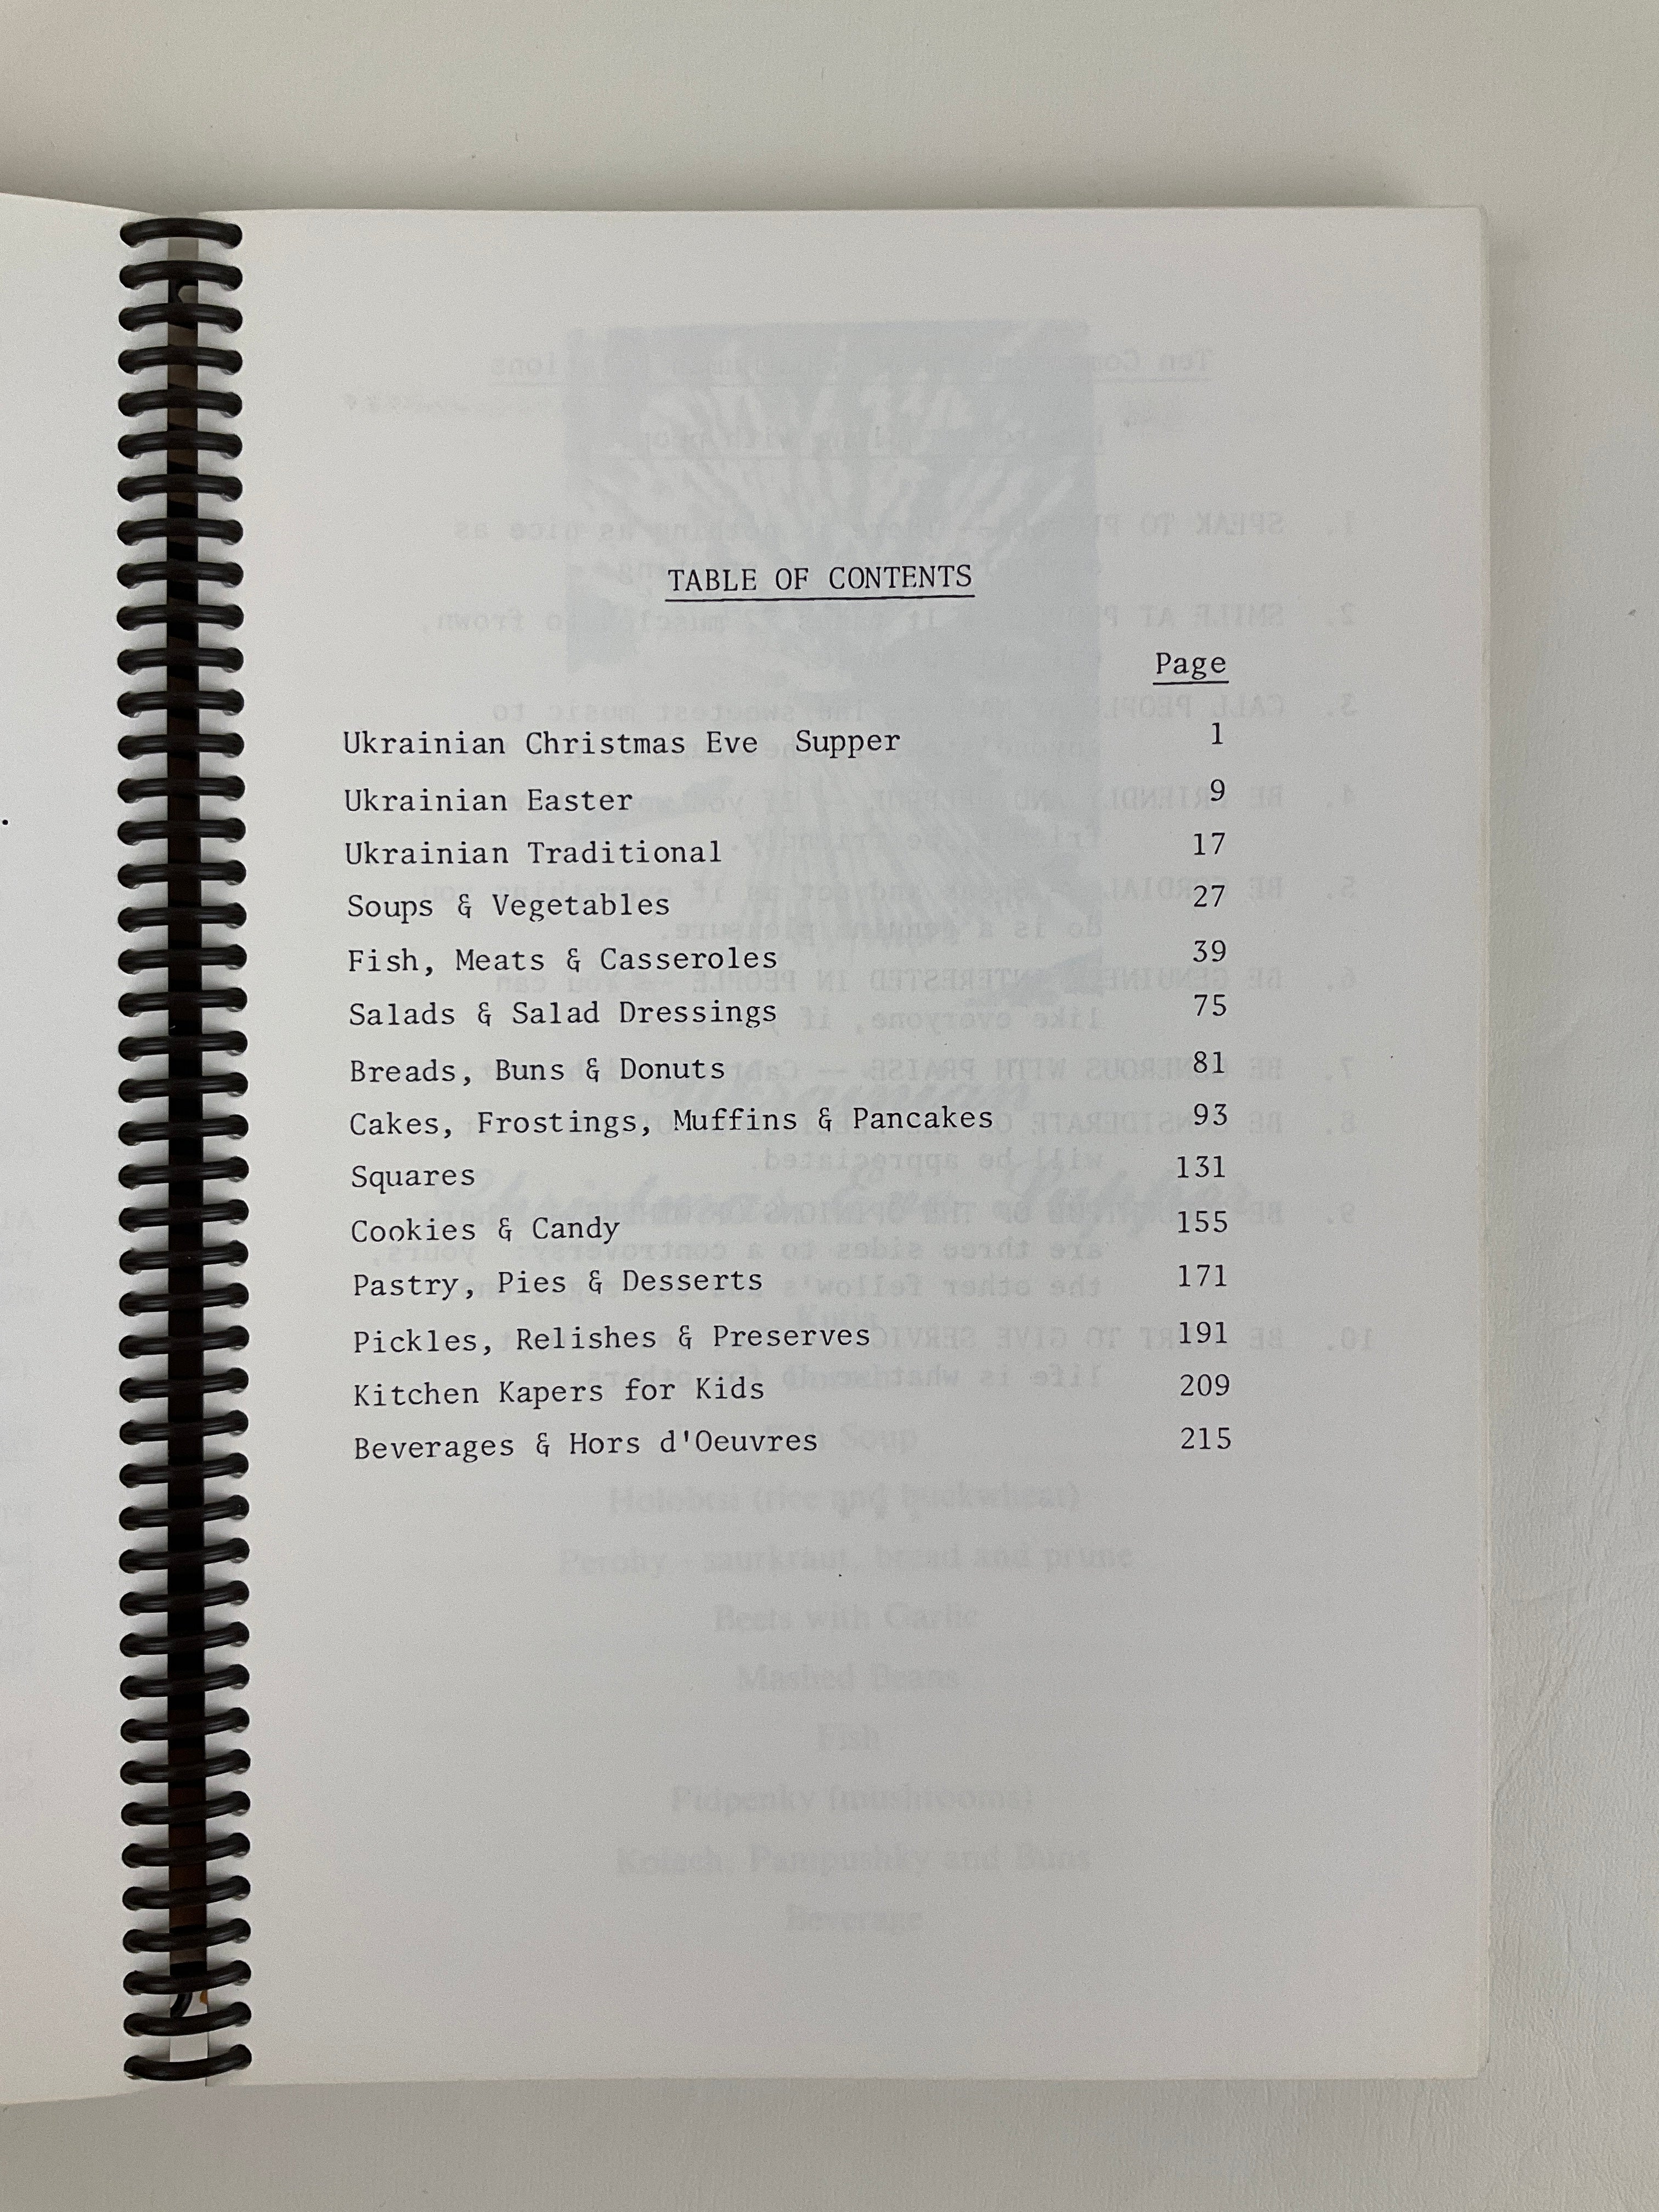 TABLE OF CONTENTS
Page
Ukrainian Christmas Eve Supper 1
Ukrainian Easter 9
Ukrainian Traditional 17
Soups & Vegetables 27
Fish, Meats & Casseroles 39
Salads & Salad Dressings 75
Breads, Buns & Donuts 81
Cakes, Frostings, Muffins & Pancakes 93
Squares 131
Cookies & Candy 155
Pastry, Pies & Desserts 171
Pickles, Relishes & Preserves 191
Kitchen Kapers for Kids 209
Beverages & Hors d'Oeuvres 215